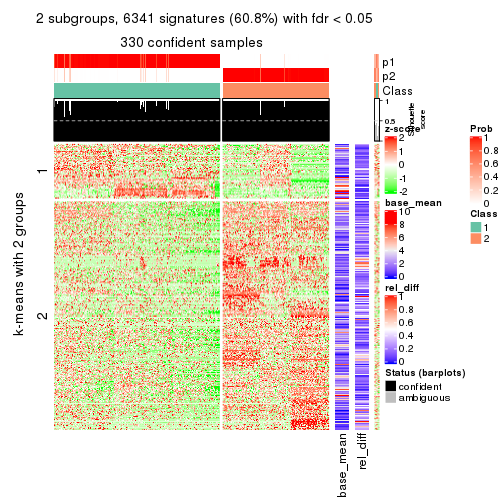 2 subgroups, 6341 signatures (60.8%) with fdr < 0.05
330 confident samples
p1
p2
Class
1
0.5
Silhouette
score
k-means with 2 groups
1
2
base_mean
rel_diff
z-score
2
1
0
-1
-2
base_mean
10
8
6
4
2
0
rel_diff
1
0.8
0.6
0.4
0.2
0
Status (barplots)
confident
ambiguous
Prob
1
0.8
0.6
0.4
0.2
0
Class
1
2